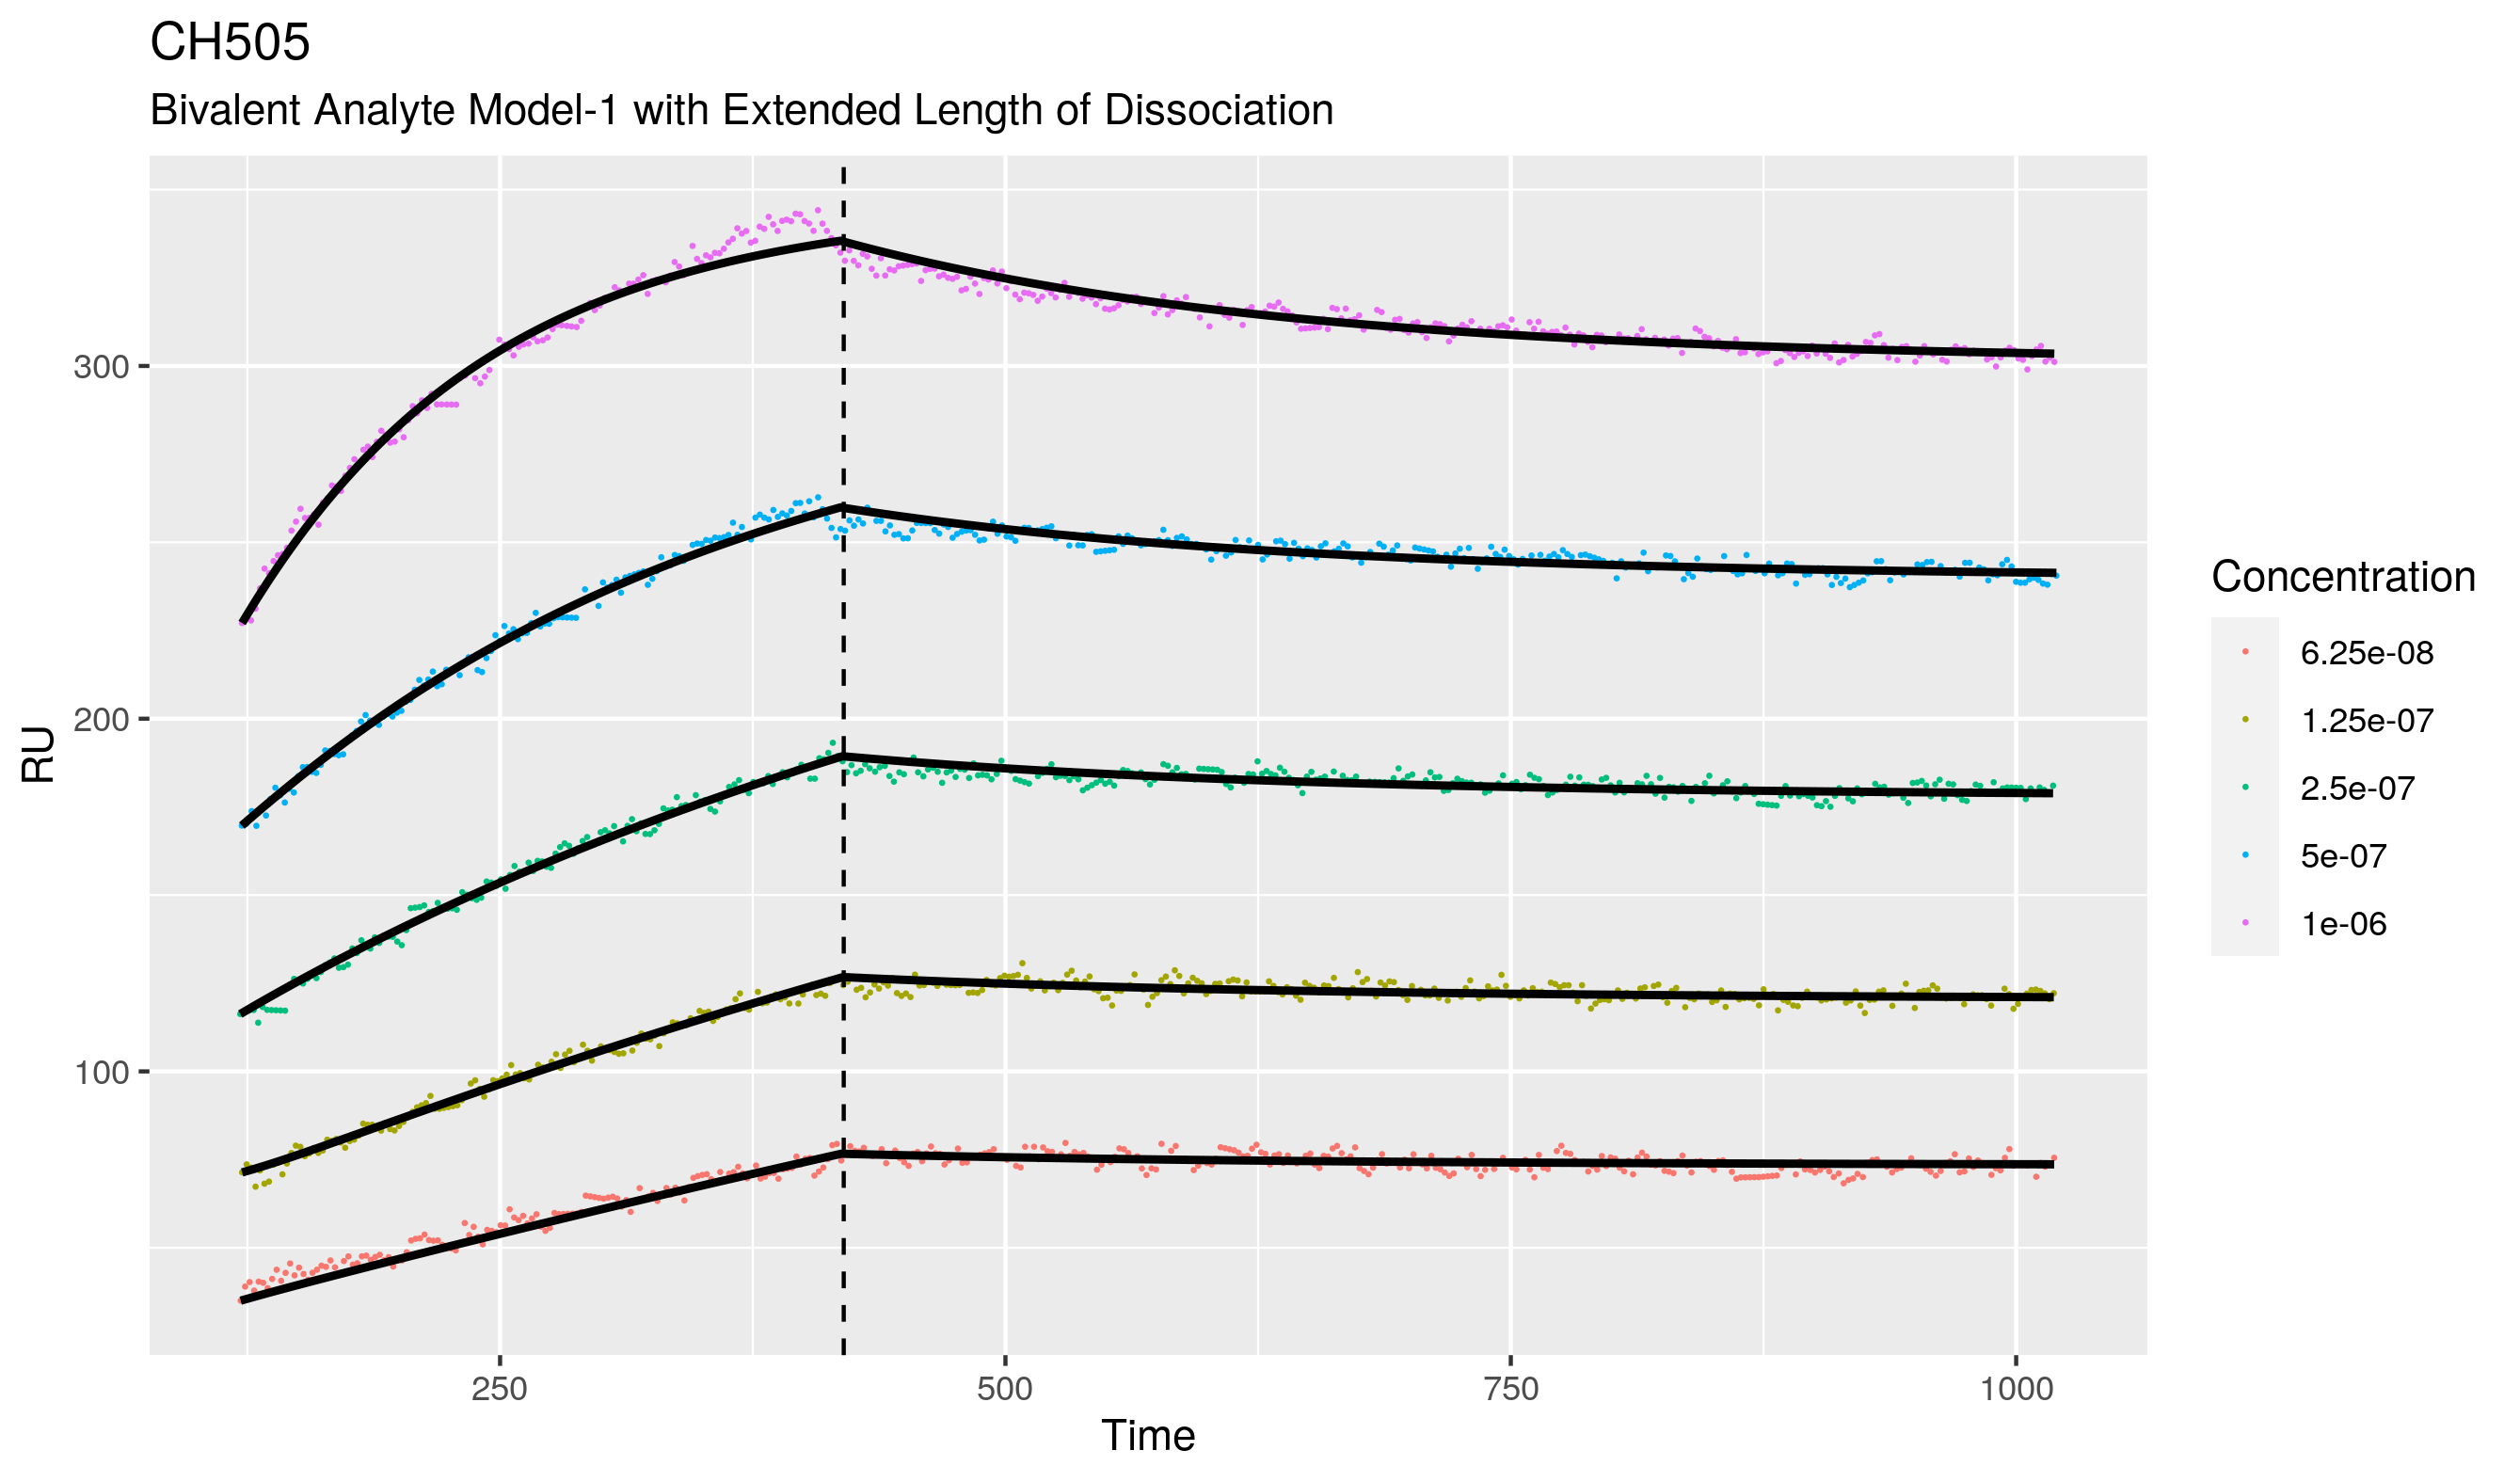 CH505
Bivalent Analyte Model-1 with Extended Length of Dissociation
RU
300
200
100
250
500
750
1000
Time
Concentration
6.25e-08
1.25e-07
2.5e-07
5e-07
1e-06